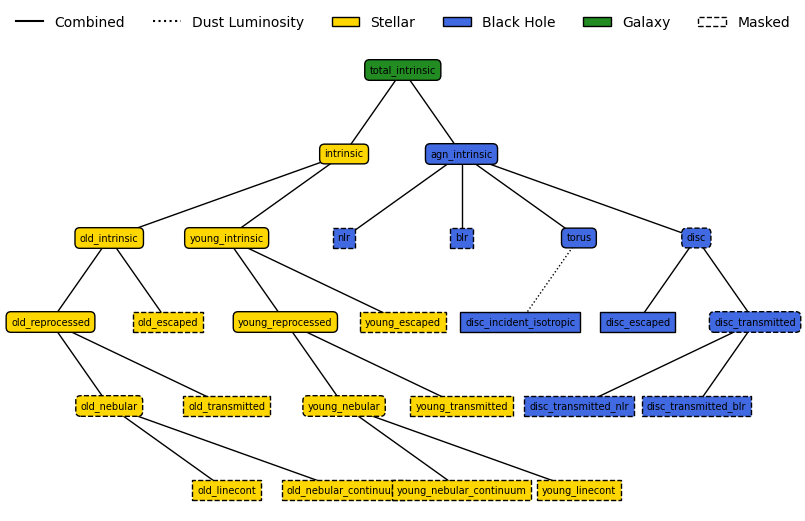 Combined Dust Luminosity Stellar Black Hole Galaxy Masked
total_intrinsic
intrinsic agn_intrinsic
old_intrinsic young_intrinsic nlr blr torus disc
old_reprocessed old_escaped young_reprocessed young_escaped disc_incident_isotropic disc_escaped disc_transmitted
old_nebular old_transmitted young_nebular young_transmitted disc_transmitted_nlr disc_transmitted_blr
old_linecont old_nebular_continuum young_nebular_continuum young_linecont